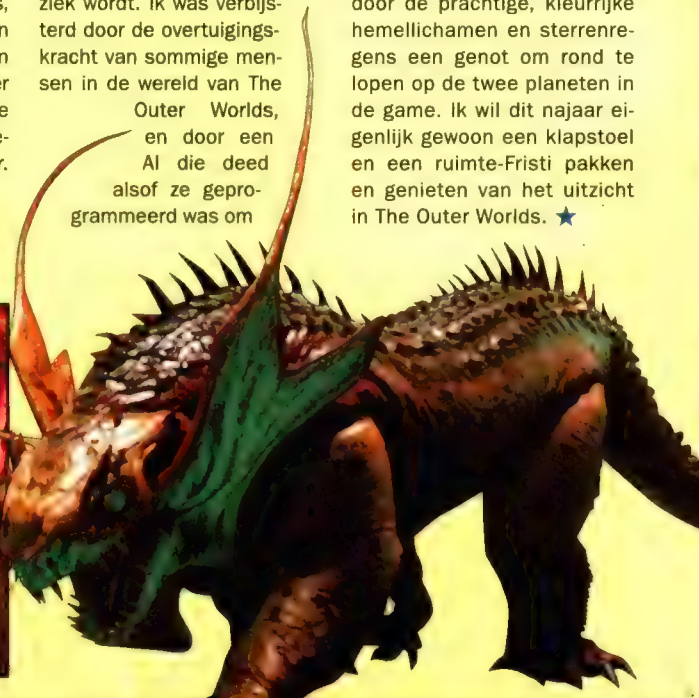 s,
n
n
er
e
e-
r.
ziek wordt. Ik was verbijs-
terd door de overtuigings-
kracht van sommige men-
sen in de wereld van The
Outer Worlds,
en door een
AI die deed
alsof ze gepro-
grammeerd was om
door de prachtige, kleurrijke
hemellichamen en sterrenre-
gens een genot om rond te
lopen op de twee planeten in
de game. Ik wil dit najaar ei-
genlijk gewoon een klapstoel
en een ruimte-Fristi pakken
en genieten van het uitzicht
in The Outer Worlds. ★